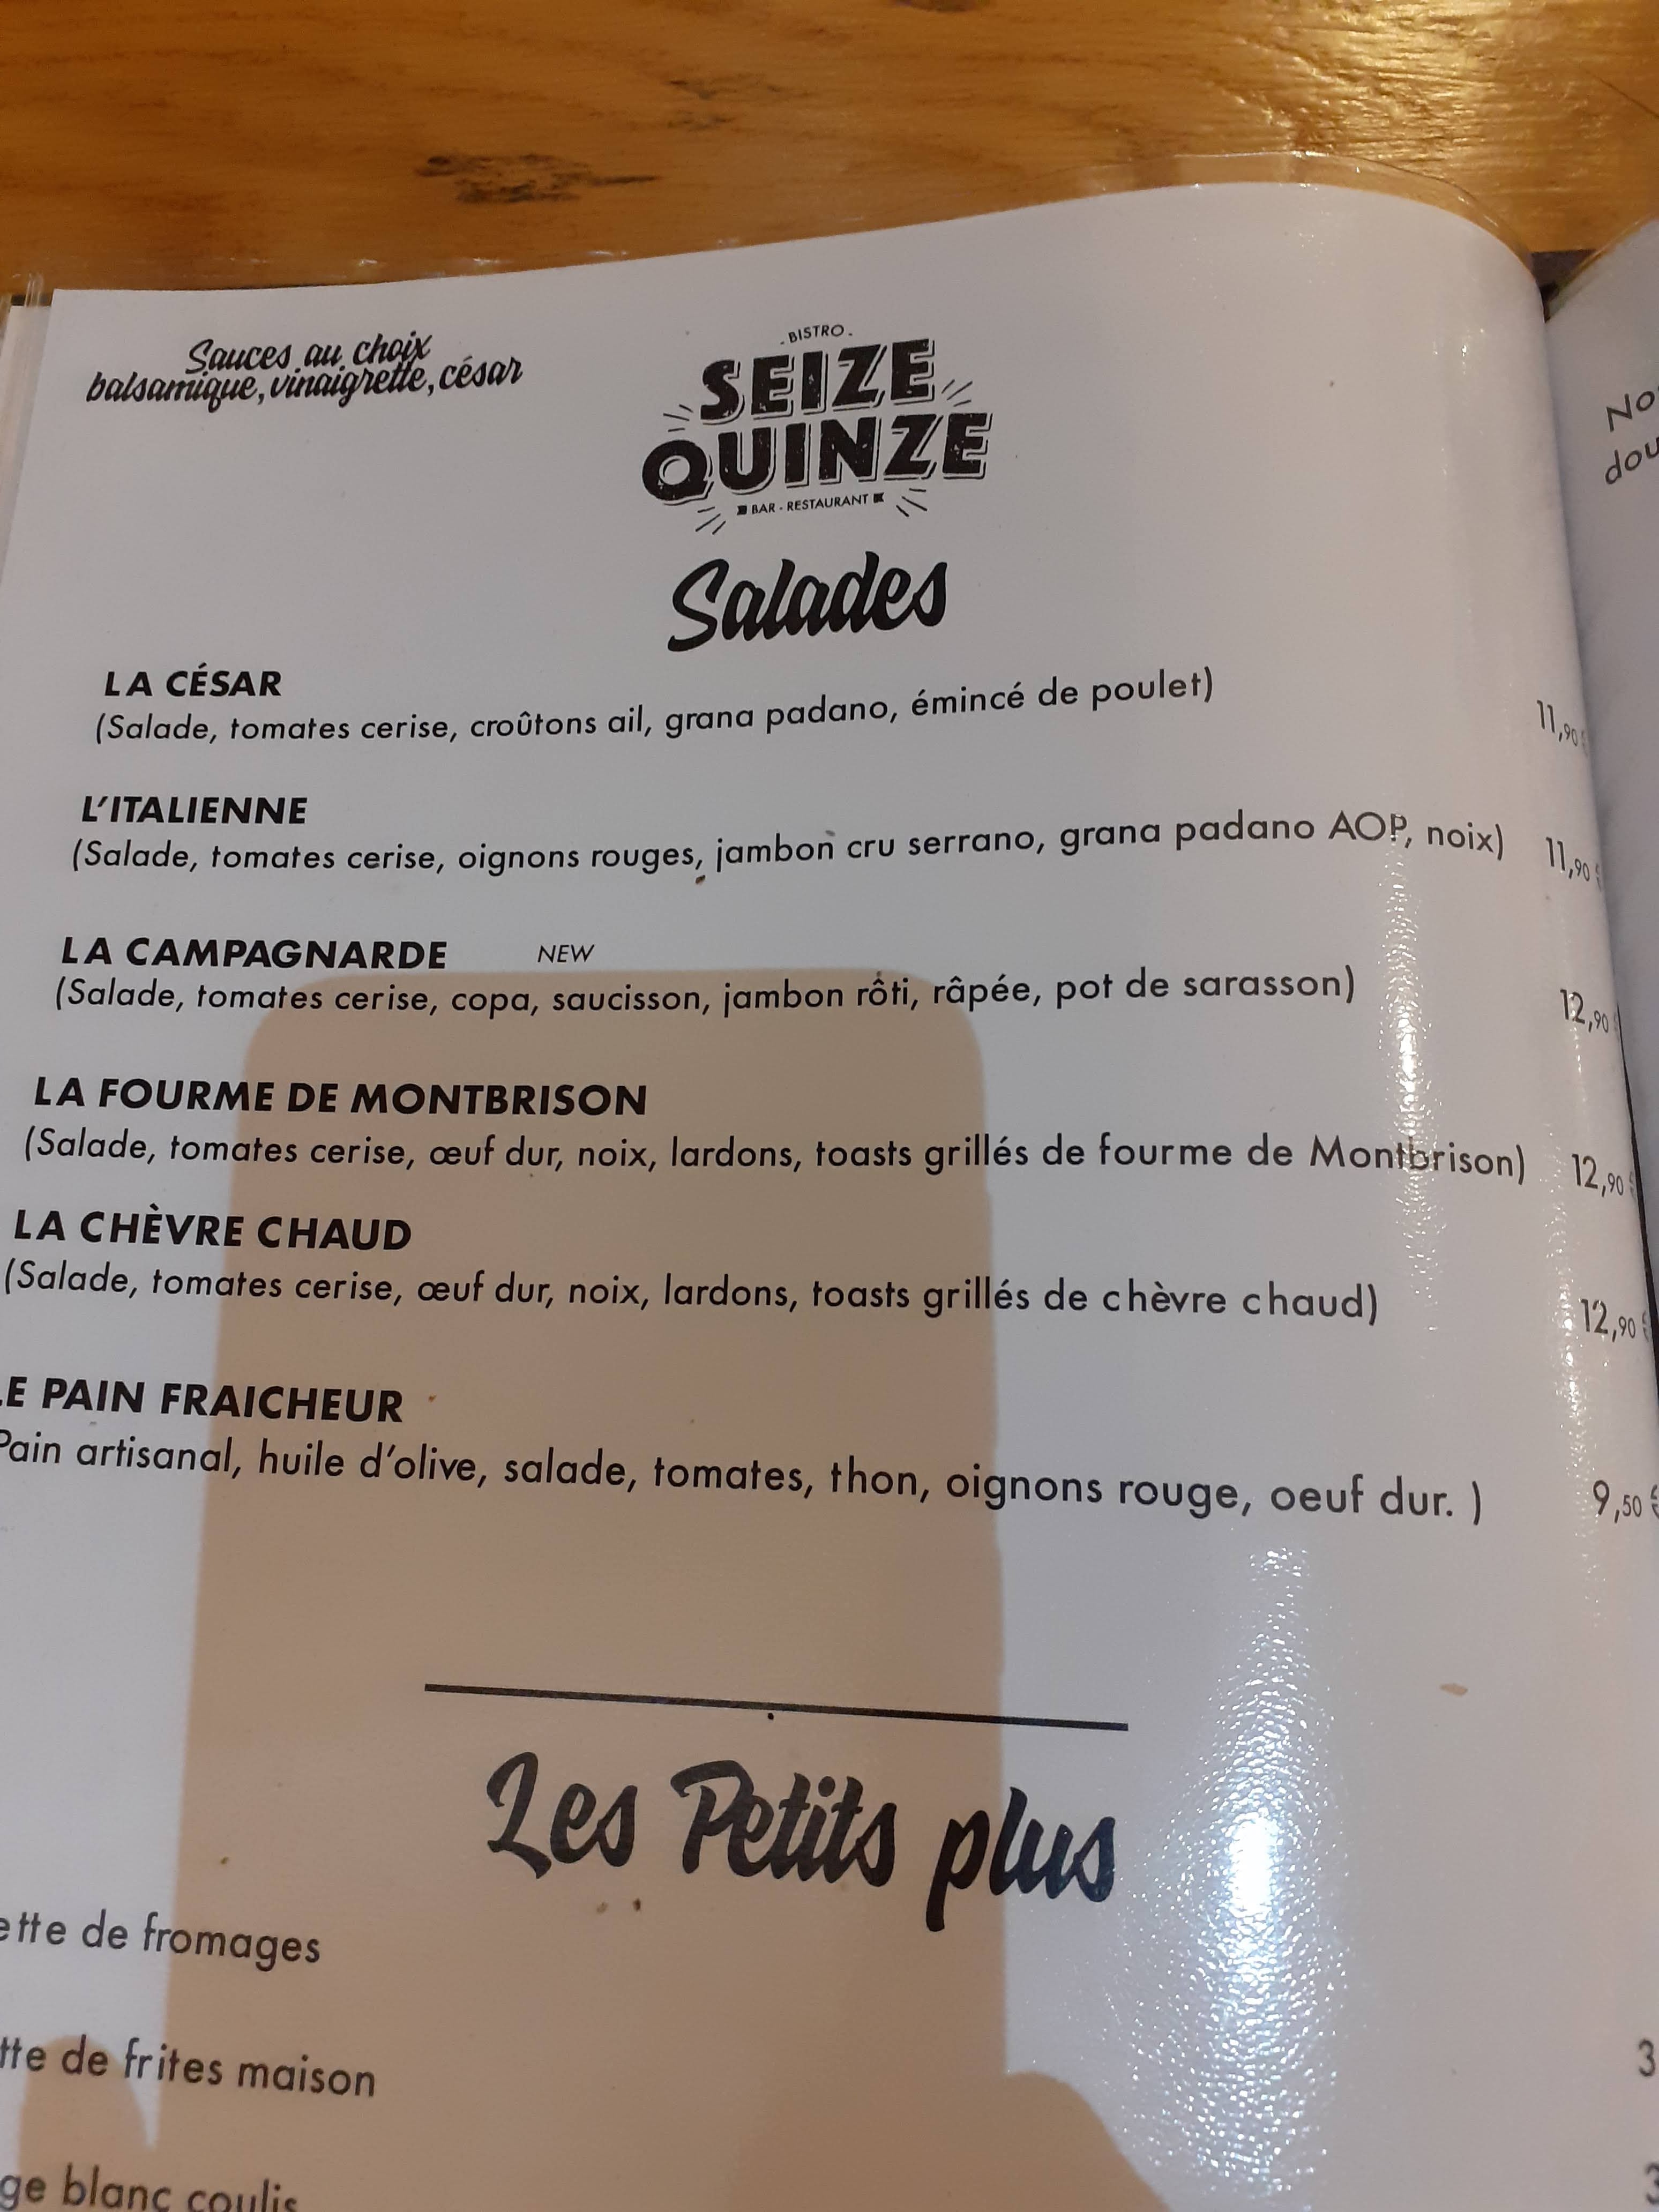 Sauces au choix
balsamique, vinaigrette, césar
BISTRO
SEIZE
QUINZE
BAR - RESTAURANT
Salades
LA CÉSAR
(Salade, tomates cerise, croûtons ail, grana padano, émincé de poulet)
11,90 €
L'ITALIENNE
(Salade, tomates cerise, oignons rouges, jambon cru serrano, grana padano AOP, noix)
11,90 €
LA CAMPAGNARDE NEW
(Salade, tomates cerise, copa, saucisson, jambon rôti, râpée, pot de sarasson)
12,90 €
LA FOURME DE MONTBRISON
(Salade, tomates cerise, œuf dur, noix, lardons, toasts grillés de fourme de Montbrison)
12,90 €
LA CHÈVRE CHAUD
(Salade, tomates cerise, œuf dur, noix, lardons, toasts grillés de chèvre chaud)
12,90 €
LE PAIN FRAICHEUR
Pain artisanal, huile d'olive, salade, tomates, thon, oignons rouge, oeuf dur. )
9,50 €
Les Petits plus
ette de fromages
tte de frites maison
3
ge blanc coulis
3
No
dou